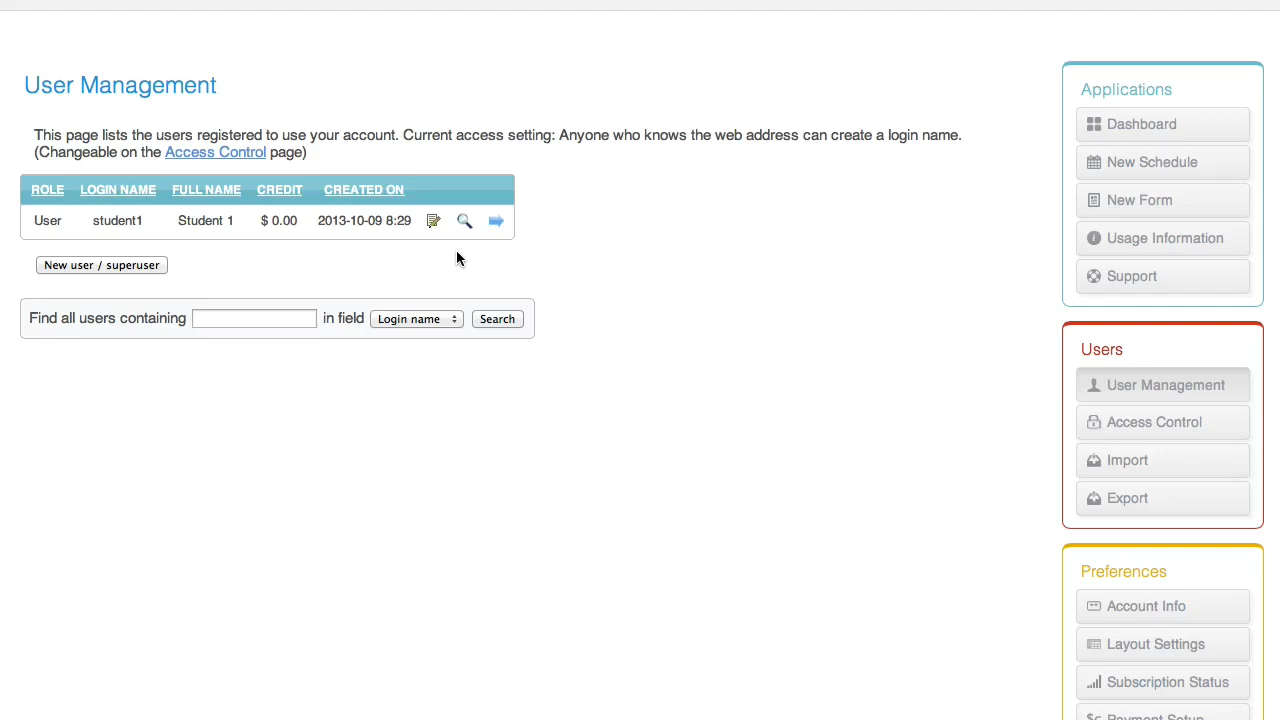 User Management
This page lists the users registered to use your account. Current access setting: Anyone who knows the web address can create a login name.
(Changeable on the Access Control page)
ROLE LOGIN NAME FULL NAME CREDIT CREATED ON
User student1 Student 1 $ 0.00 2013-10-09 8:29
New user / superuser
Find all users containing in field Login name Search
Applications
Dashboard
New Schedule
New Form
Usage Information
Support
Users
User Management
Access Control
Import
Export
Preferences
Account Info
Layout Settings
Subscription Status
Payment Setup